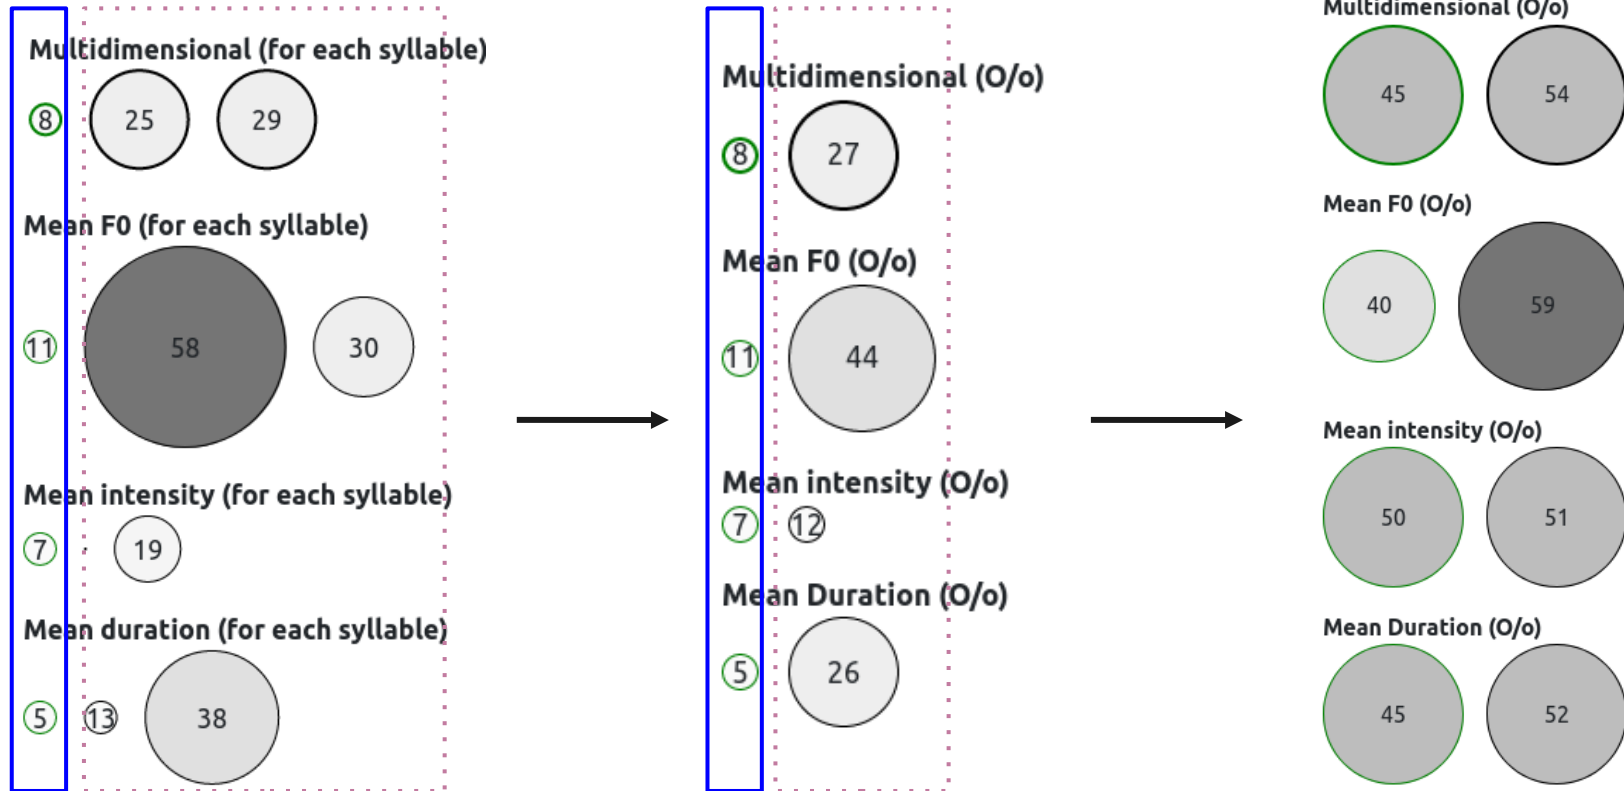 Multidimensional (for each syllable)
8 25 29
Mean F0 (for each syllable)
11 58 30
Mean intensity (for each syllable)
7 19
Mean duration (for each syllable)
5 13 38
Multidimensional (O/o)
8 27
Mean F0 (O/o)
11 44
Mean intensity (O/o)
7 12
Mean Duration (O/o)
5 26
Multidimensional (O/o)
45 54
Mean F0 (O/o)
40 59
Mean intensity (O/o)
50 51
Mean Duration (O/o)
45 52